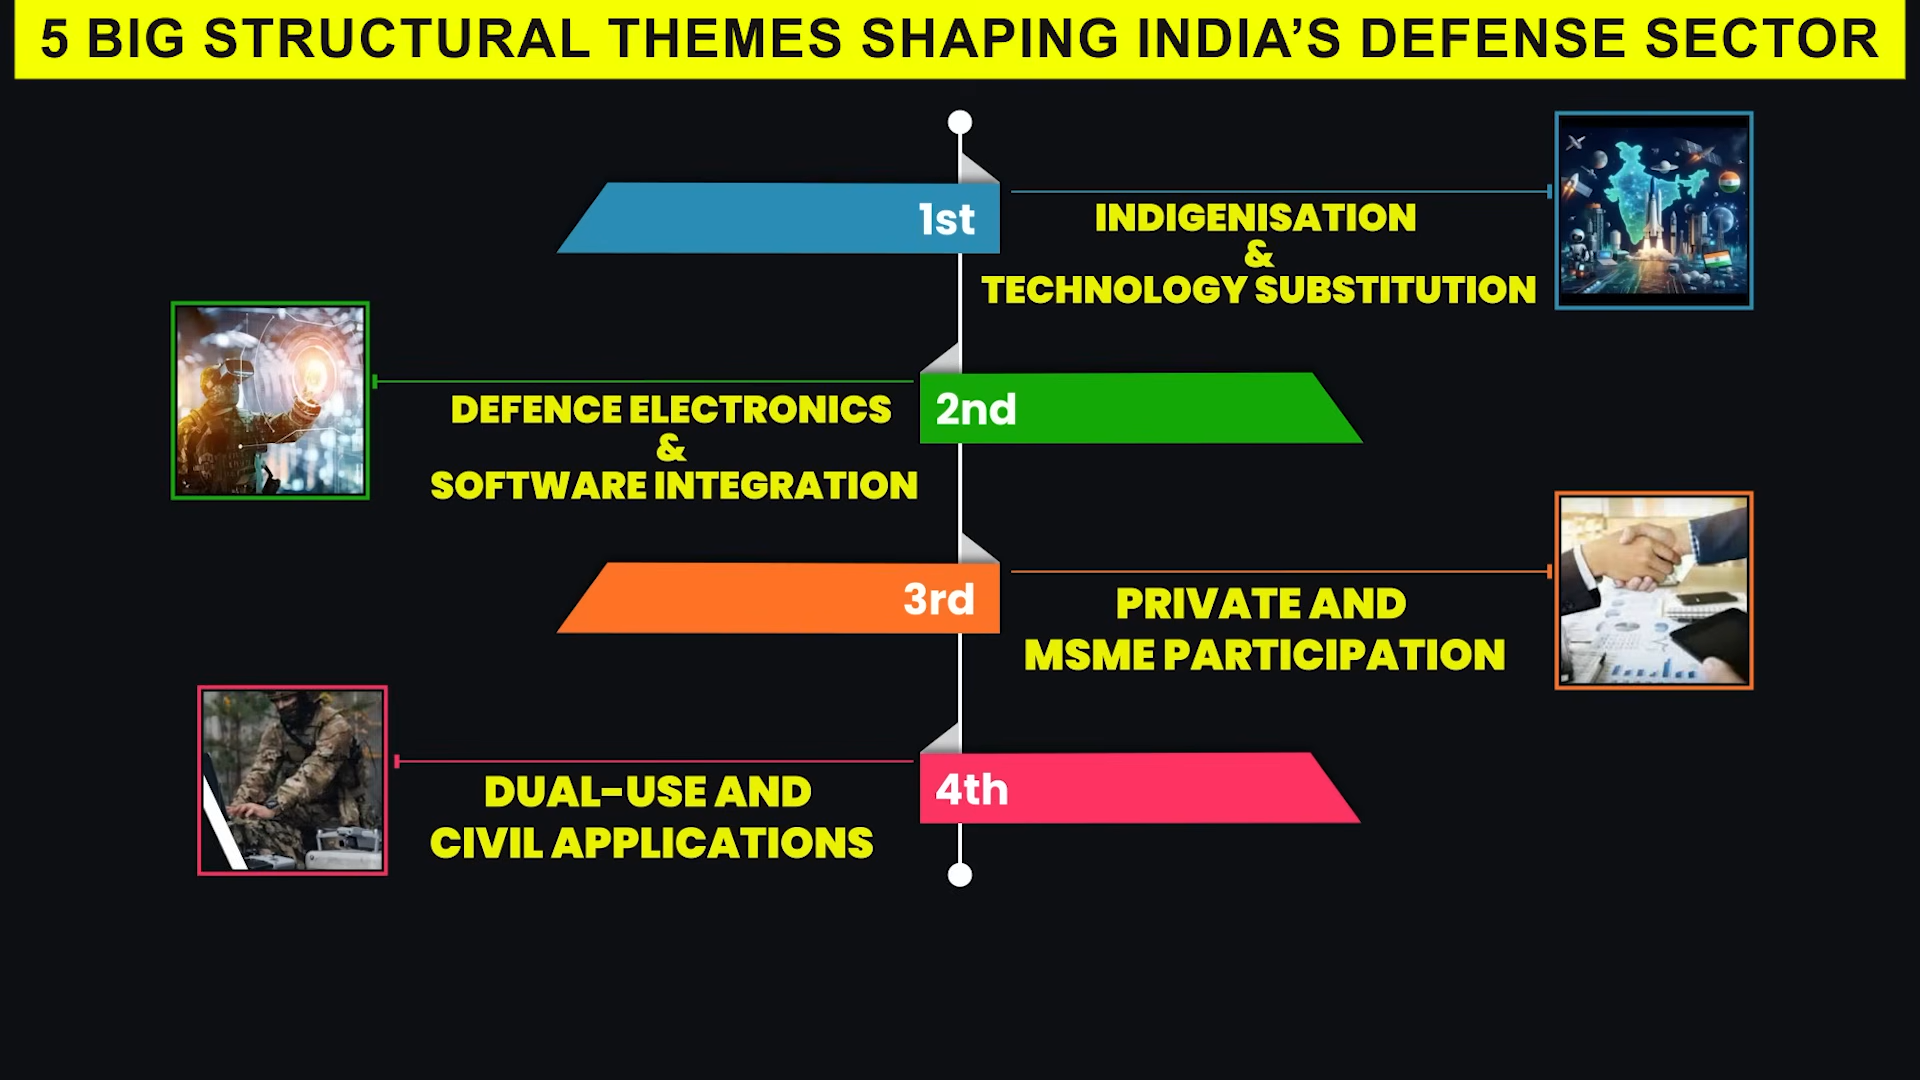 5 BIG STRUCTURAL THEMES SHAPING INDIA’S DEFENSE SECTOR
1st
INDIGENISATION
&
TECHNOLOGY SUBSTITUTION
2nd
DEFENCE ELECTRONICS
&
SOFTWARE INTEGRATION
3rd
PRIVATE AND
MSME PARTICIPATION
4th
DUAL-USE AND
CIVIL APPLICATIONS